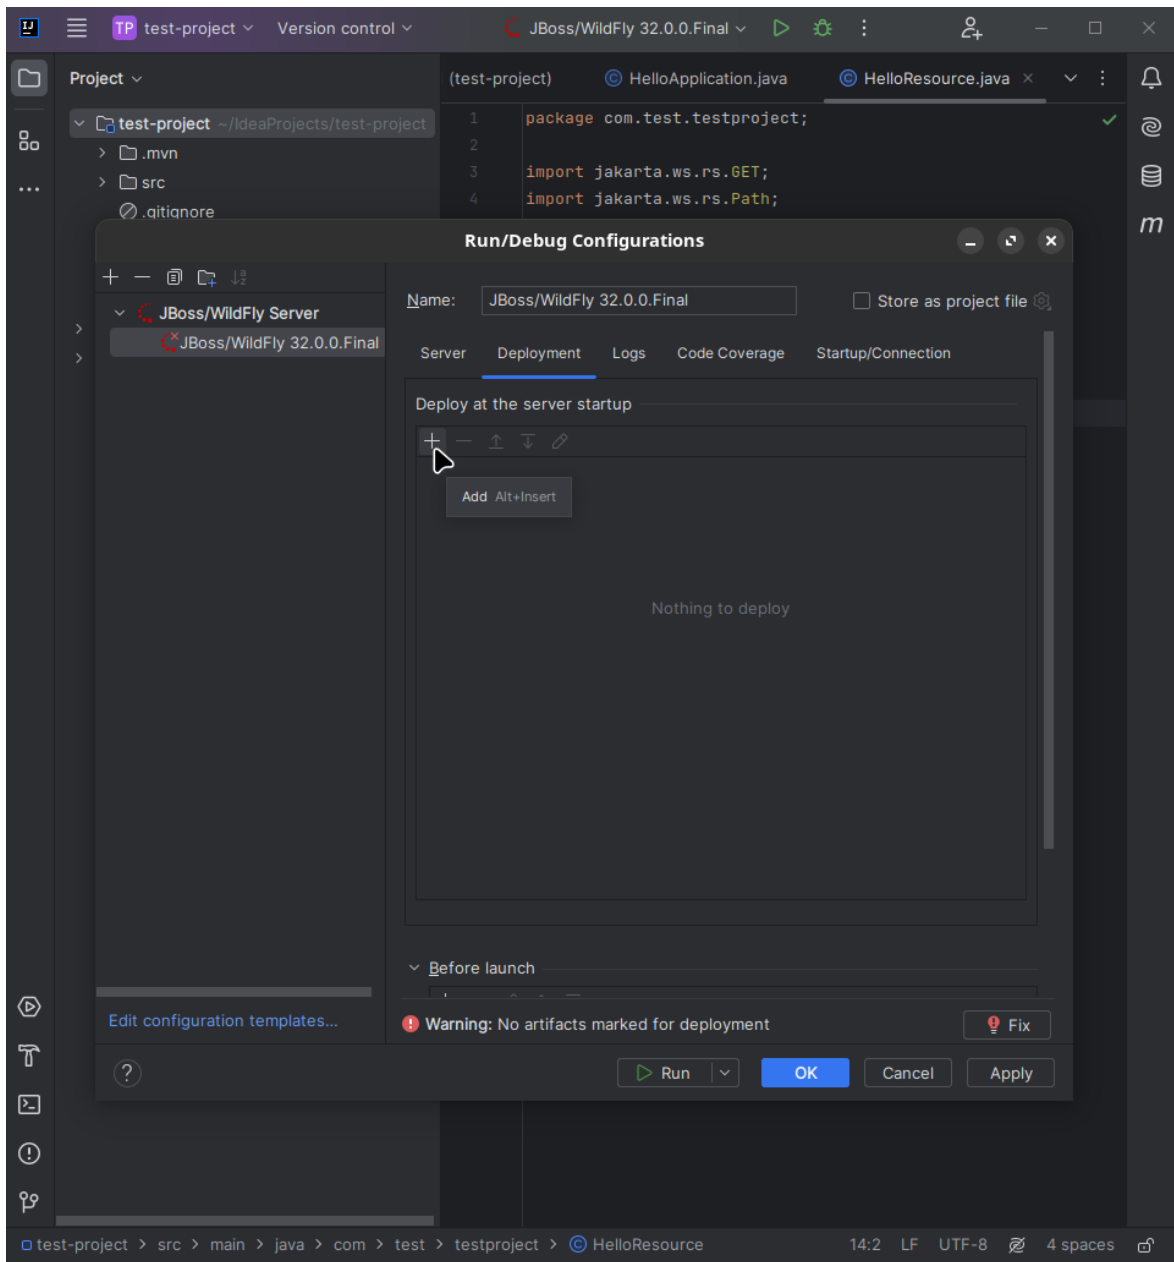 IJ
TP test-project Version control JBoss/WildFly 32.0.0.Final
Project
(test-project) HelloApplication.java HelloResource.java
test-project ~/IdeaProjects/test-project
.mvn
src
.gitignore
1 package com.test.testproject;
2
3 import jakarta.ws.rs.GET;
4 import jakarta.ws.rs.Path;
m
Run/Debug Configurations
JBoss/WildFly Server
JBoss/WildFly 32.0.0.Final
Name: JBoss/WildFly 32.0.0.Final Store as project file
Server Deployment Logs Code Coverage Startup/Connection
Deploy at the server startup
Add Alt+Insert
Nothing to deploy
Before launch
Edit configuration templates...
Warning: No artifacts marked for deployment Fix
? Run OK Cancel Apply
test-project > src > main > java > com > test > testproject > HelloResource 14:2 LF UTF-8 4 spaces